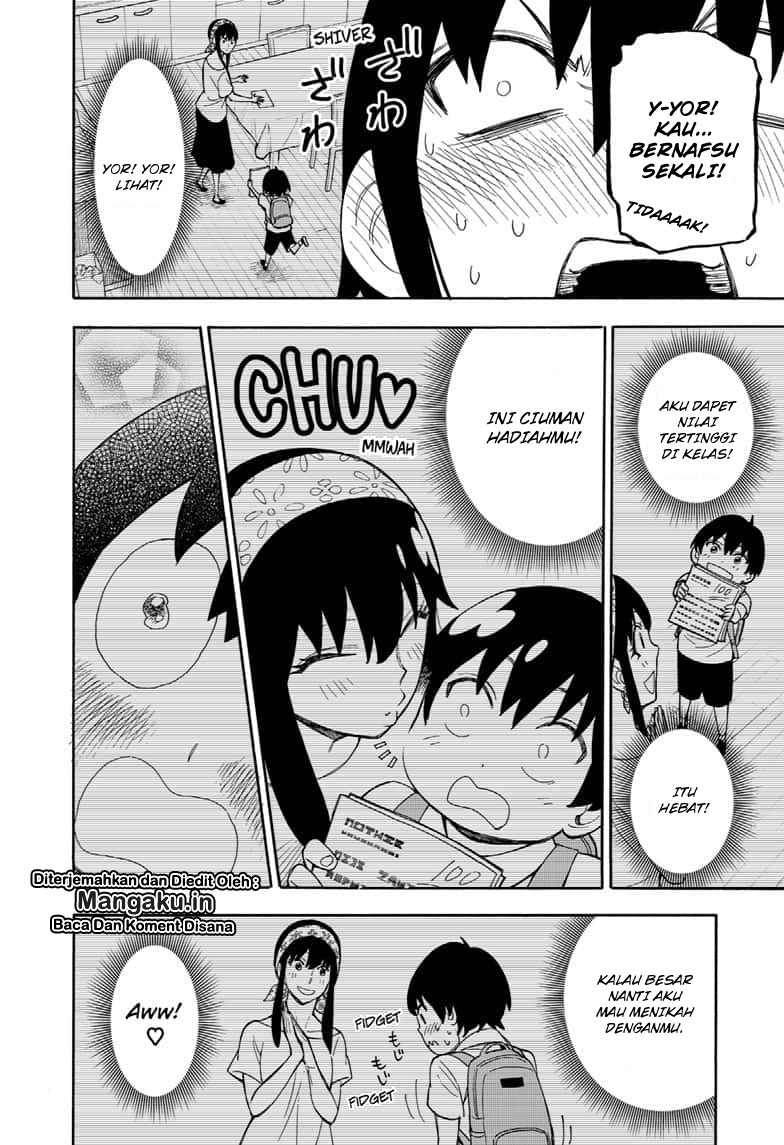 Y-YOR!
KAU...
BERNAFSU
SEKALI!
TIDAAAAK!
SHIVER
ざわ
ざわ
YOR! YOR!
LIHAT!
AKU DAPET
NILAI
TERTINGGI
DI KELAS!
100
ITU
HEBAT!
INI CIUMAN
HADIAHMU!
CHU♥
MMWAH
100
Diterjemahkan dan Diedit Oleh :
Mangaku.in
Baca Dan Koment Disana
KALAU BESAR
NANTI AKU
MAU MENIKAH
DENGANMU.
FIDGET
もじ
もじ
FIDGET
AWW!
♡